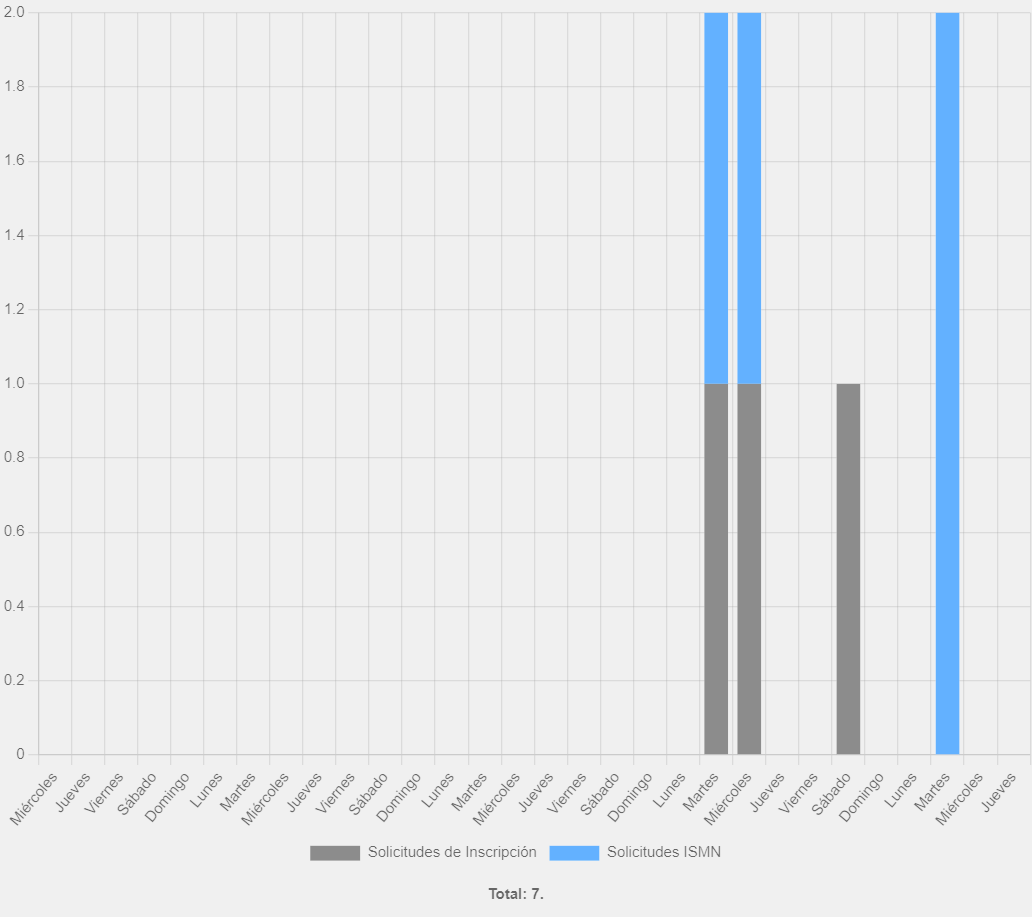 2.0
1.8
1.6
1.4
1.2
1.0
0.8
0.6
0.4
0.2
0
Miércoles
Jueves
Viernes
Sábado
Domingo
Lunes
Martes
Miércoles
Jueves
Viernes
Sábado
Domingo
Lunes
Martes
Miércoles
Jueves
Viernes
Sábado
Domingo
Lunes
Martes
Miércoles
Jueves
Viernes
Sábado
Domingo
Lunes
Martes
Miércoles
Jueves
Solicitudes de Inscripción Solicitudes ISMN
Total: 7.